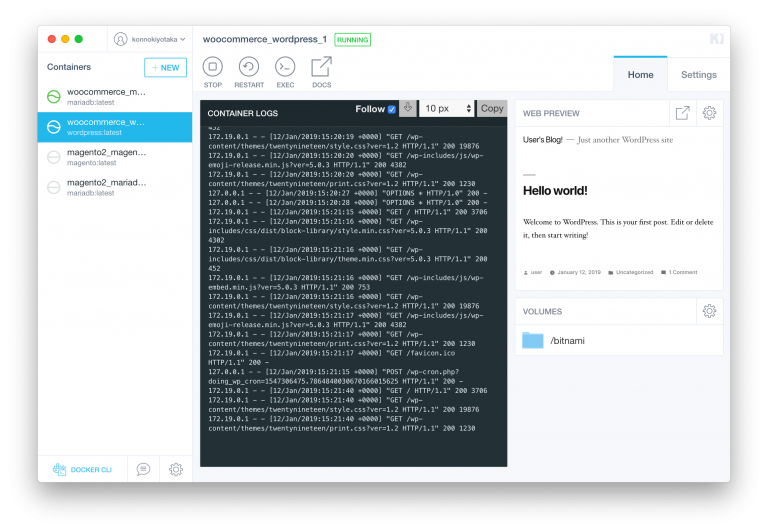 konnokiyotaka
woocommerce_wordpress_1 RUNNING
Containers
+ NEW
STOP RESTART EXEC DOCS
Home Settings
woocommerce_m...
mariadb:latest
woocommerce_w...
wordpress:latest
magento2_magen...
magento:latest
magento2_mariad...
mariadb:latest
DOCKER CLI
CONTAINER LOGS Follow 10 px Copy
452
172.19.0.1 - - [12/Jan/2019:15:20:19 +0000] "GET /wp-
content/themes/twentynineteen/style.css?ver=1.2 HTTP/1.1" 200 19876
172.19.0.1 - - [12/Jan/2019:15:20:20 +0000] "GET /wp-includes/js/wp-
emoji-release.min.js?ver=5.0.3 HTTP/1.1" 200 4382
172.19.0.1 - - [12/Jan/2019:15:20:20 +0000] "GET /wp-
content/themes/twentynineteen/print.css?ver=1.2 HTTP/1.1" 200 1230
127.0.0.1 - - [12/Jan/2019:15:20:27 +0000] "OPTIONS * HTTP/1.0" 200 -
127.0.0.1 - - [12/Jan/2019:15:20:28 +0000] "OPTIONS * HTTP/1.0" 200 -
172.19.0.1 - - [12/Jan/2019:15:21:15 +0000] "GET / HTTP/1.1" 200 3706
172.19.0.1 - - [12/Jan/2019:15:21:16 +0000] "GET /wp-
includes/css/dist/block-library/style.min.css?ver=5.0.3 HTTP/1.1" 200
4302
172.19.0.1 - - [12/Jan/2019:15:21:16 +0000] "GET /wp-
includes/css/dist/block-library/theme.min.css?ver=5.0.3 HTTP/1.1" 200
452
172.19.0.1 - - [12/Jan/2019:15:21:16 +0000] "GET /wp-includes/js/wp-
embed.min.js?ver=5.0.3 HTTP/1.1" 200 753
172.19.0.1 - - [12/Jan/2019:15:21:16 +0000] "GET /wp-
content/themes/twentynineteen/style.css?ver=1.2 HTTP/1.1" 200 19876
172.19.0.1 - - [12/Jan/2019:15:21:17 +0000] "GET /wp-includes/js/wp-
emoji-release.min.js?ver=5.0.3 HTTP/1.1" 200 4382
172.19.0.1 - - [12/Jan/2019:15:21:17 +0000] "GET /wp-
content/themes/twentynineteen/print.css?ver=1.2 HTTP/1.1" 200 1230
172.19.0.1 - - [12/Jan/2019:15:21:17 +0000] "GET /favicon.ico
HTTP/1.1" 200 -
127.0.0.1 - - [12/Jan/2019:15:21:15 +0000] "POST /wp-cron.php?
doing_wp_cron=1547306475.7864840030670166015625 HTTP/1.1" 200 -
172.19.0.1 - - [12/Jan/2019:15:21:40 +0000] "GET / HTTP/1.1" 200 3706
172.19.0.1 - - [12/Jan/2019:15:21:40 +0000] "GET /wp-
content/themes/twentynineteen/style.css?ver=1.2 HTTP/1.1" 200 19876
172.19.0.1 - - [12/Jan/2019:15:21:40 +0000] "GET /wp-
content/themes/twentynineteen/print.css?ver=1.2 HTTP/1.1" 200 1230
WEB PREVIEW
User's Blog! — Just another WordPress site
Hello world!
Welcome to WordPress. This is your first post. Edit or delete
it, then start writing!
user January 12, 2019 Uncategorized 1 Comment
VOLUMES
/bitnami